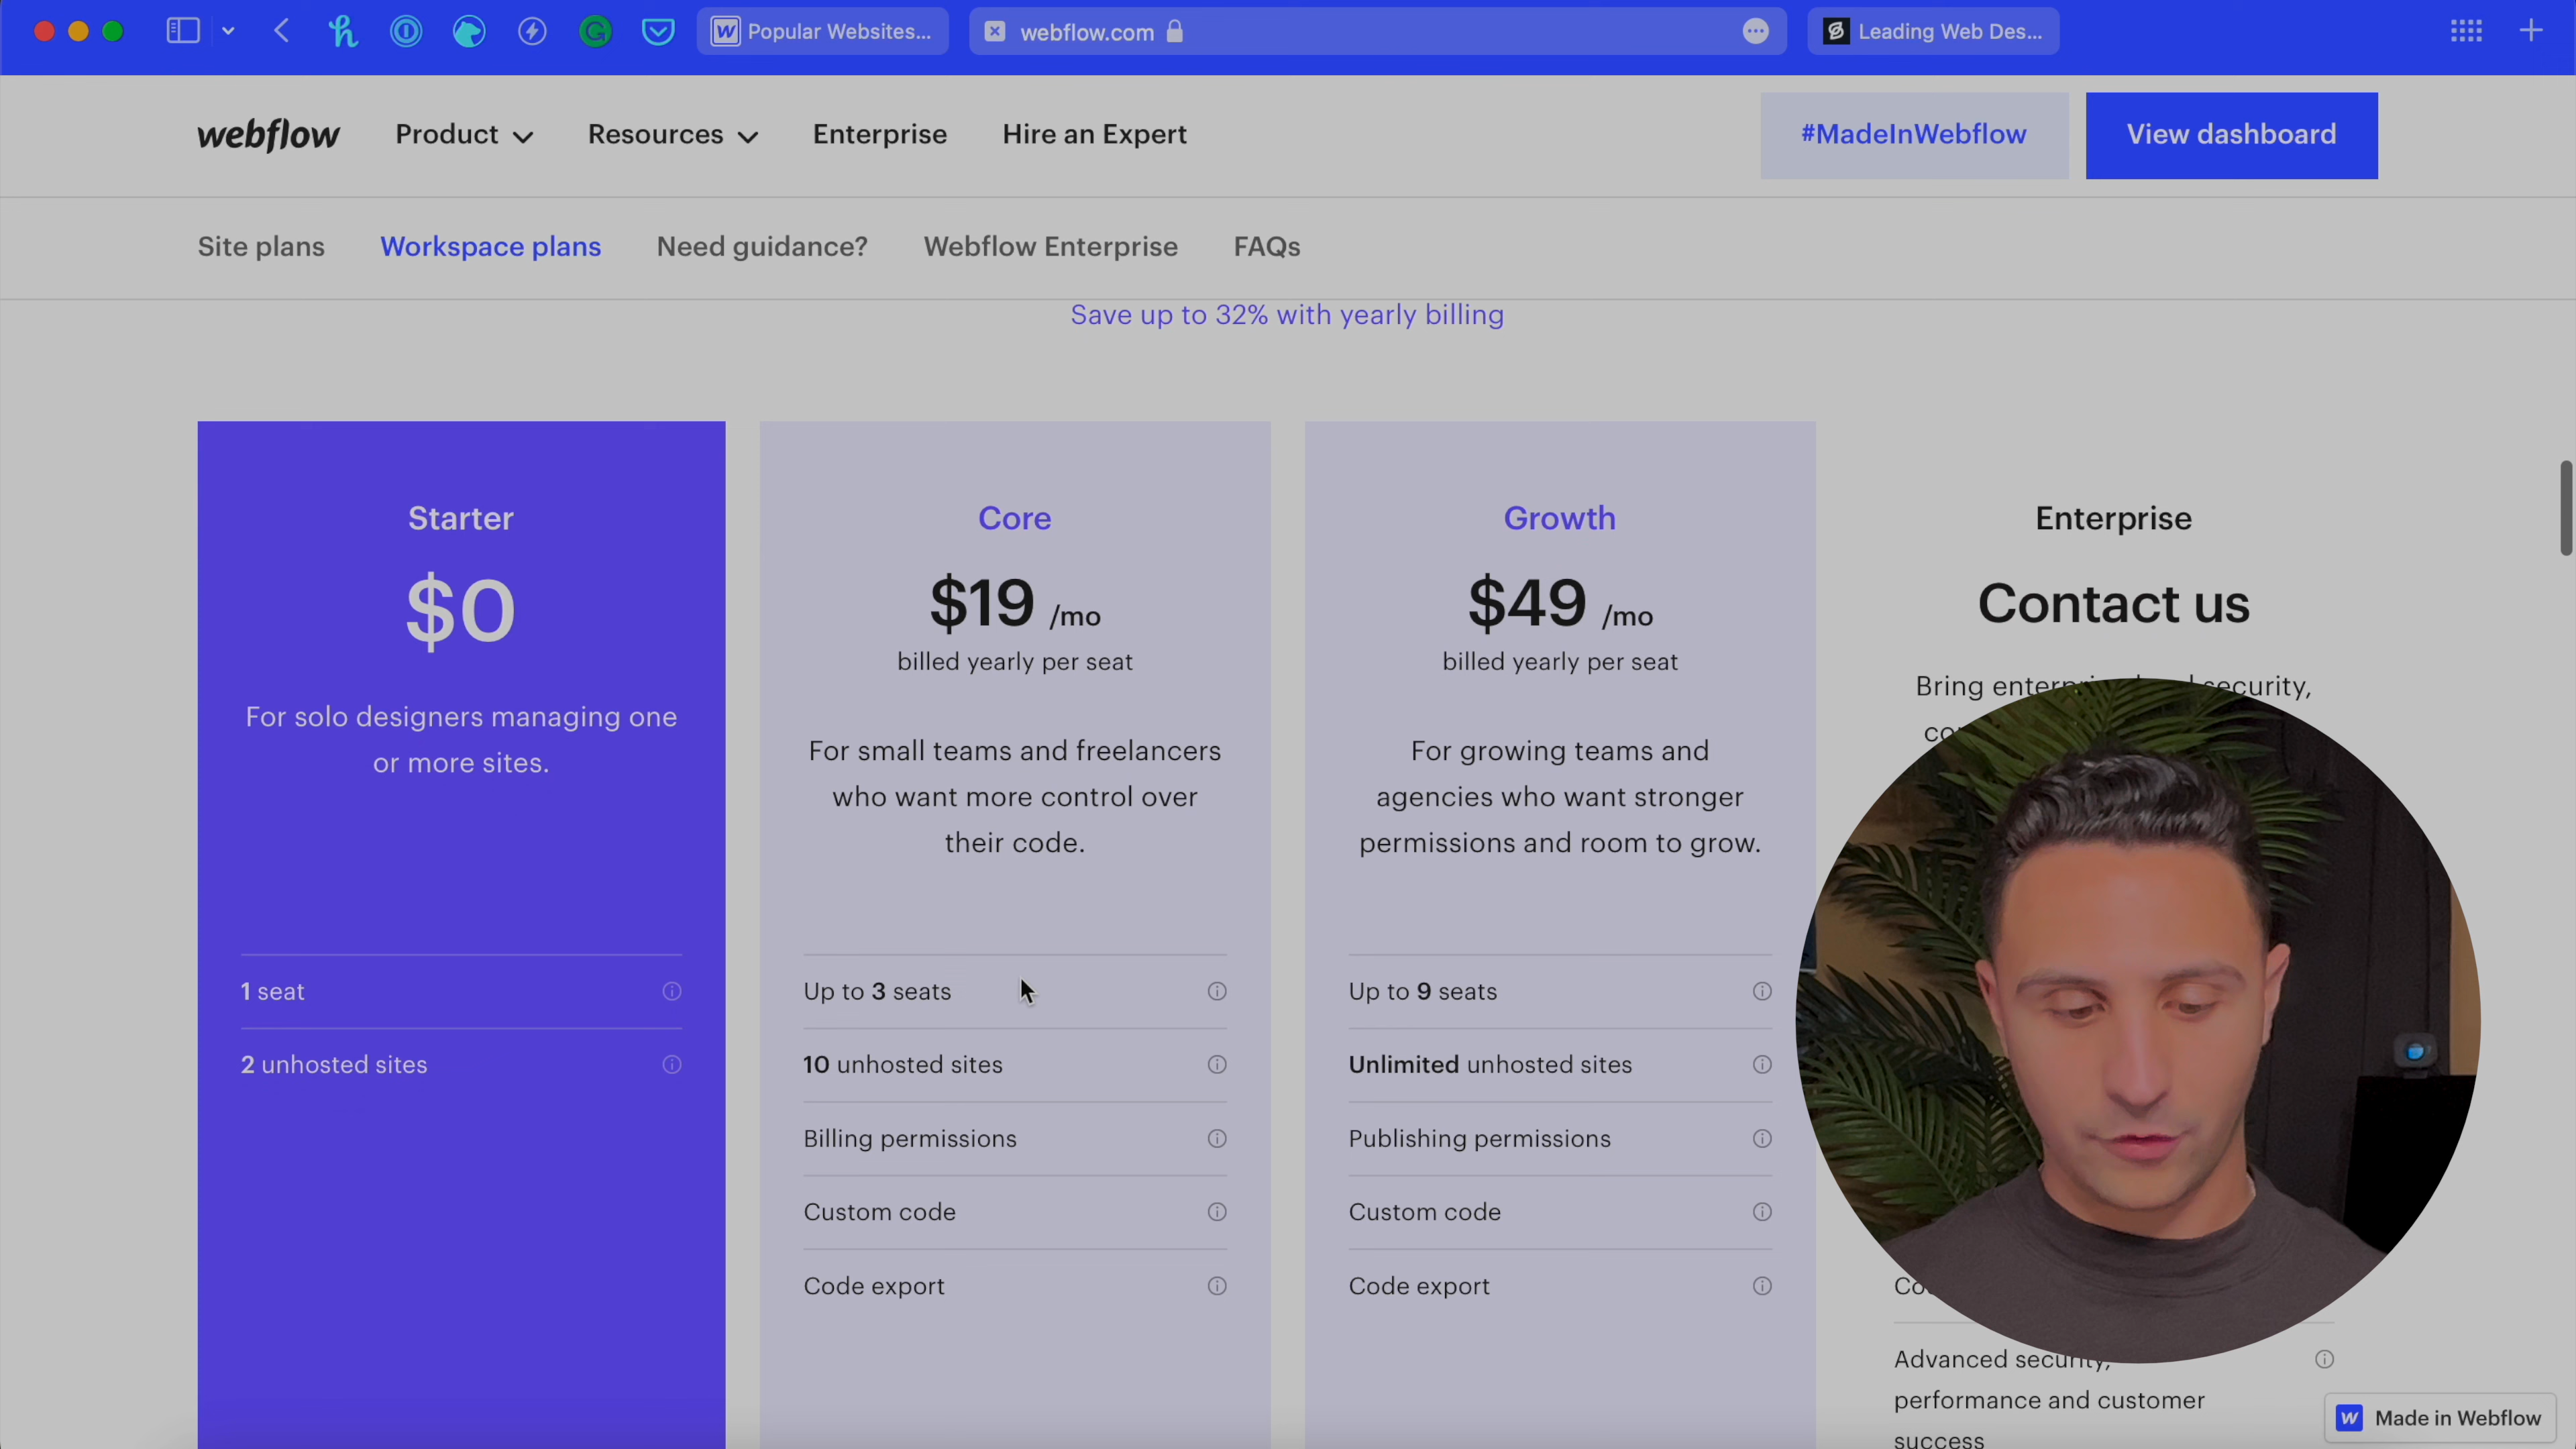 Popular Websites...
webflow.com
Leading Web Des...
webflow
Product
Resources
Enterprise
Hire an Expert
#MadeInWebflow
View dashboard
Site plans
Workspace plans
Need guidance?
Webflow Enterprise
FAQs
Save up to 32% with yearly billing
Starter
$0
For solo designers managing one
or more sites.
1 seat
2 unhosted sites
Core
$19 /mo
billed yearly per seat
For small teams and freelancers
who want more control over
their code.
Up to 3 seats
10 unhosted sites
Billing permissions
Custom code
Code export
Growth
$49 /mo
billed yearly per seat
For growing teams and
agencies who want stronger
permissions and room to grow.
Up to 9 seats
Unlimited unhosted sites
Publishing permissions
Custom code
Code export
Enterprise
Contact us
Bring
Advanced security,
performance and customer
success
Made in Webflow